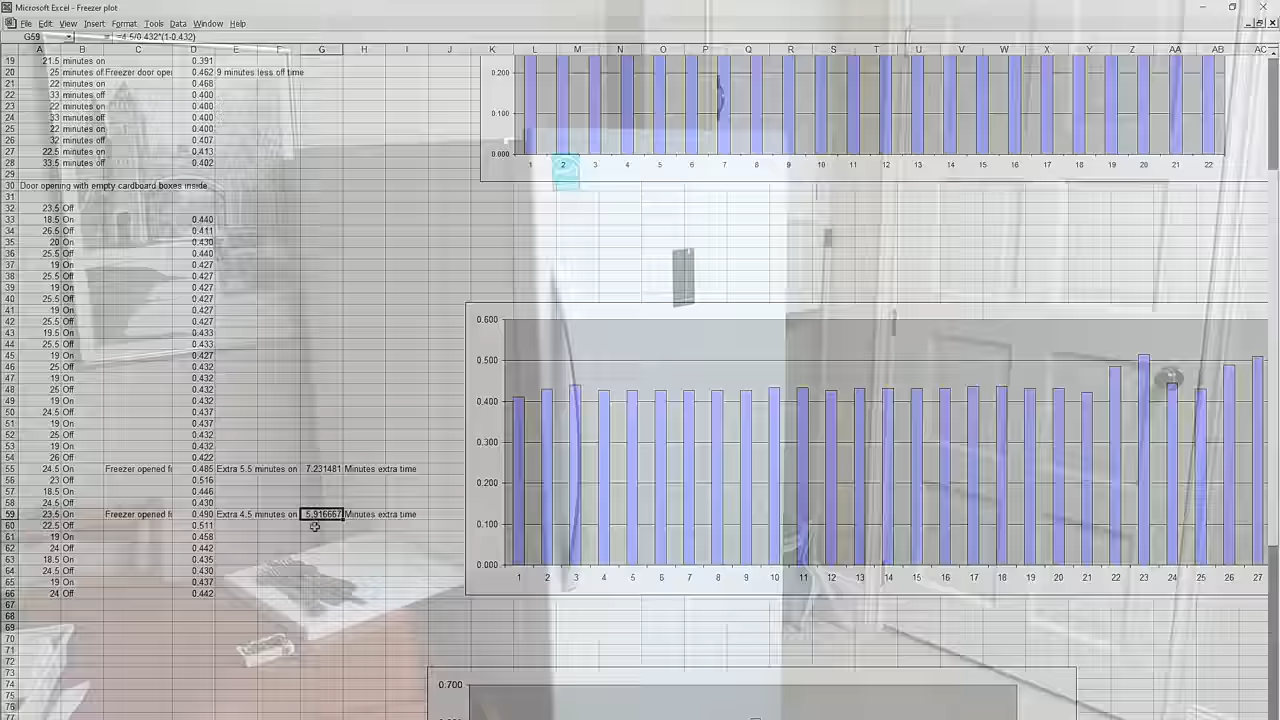 Microsoft Excel - Freezer plot
File Edit View Insert Format Tools Data Window Help
G59 = =4.5/0.432*(1-0.432)
A B C D E F G H I J K L M N O P Q R S T U V W X Y Z AA AB AC
19 21.5 minutes on 0.391
20 25 minutes of Freezer door oper 0.462 9 minutes less off time
21 22 minutes on 0.468
22 33 minutes off 0.400
23 22 minutes on 0.400
24 33 minutes off 0.400
25 22 minutes on 0.400
26 32 minutes off 0.407
27 22.5 minutes on 0.413
28 33.5 minutes off 0.402
29
30 Door opening with empty cardboard boxes inside
31
32 23.5 Off
33 18.5 On 0.440
34 26.5 Off 0.411
35 20 On 0.430
36 25.5 Off 0.440
37 19 On 0.427
38 25.5 Off 0.427
39 19 On 0.427
40 25.5 Off 0.427
41 19 On 0.427
42 25.5 Off 0.427
43 19.5 On 0.433
44 25.5 Off 0.433
45 19 On 0.427
46 25 Off 0.432
47 19 On 0.432
48 25 Off 0.432
49 19 On 0.432
50 24.5 Off 0.437
51 19 On 0.437
52 25 Off 0.432
53 19 On 0.432
54 26 Off 0.422
55 24.5 On Freezer opened fr 0.485 Extra 5.5 minutes on 7.231481 Minutes extra time
56 23 Off 0.516
57 18.5 On 0.446
58 24.5 Off 0.430
59 23.5 On Freezer opened fr 0.490 Extra 4.5 minutes on 5.916667 Minutes extra time
60 22.5 Off 0.511
61 19 On 0.458
62 24 Off 0.442
63 18.5 On 0.435
64 24.5 Off 0.430
65 19 On 0.437
66 24 Off 0.442
67
68
69
70
71
72
73
74
75
76
77
0.200
0.100
0.000
1 2 3 4 5 6 7 8 9 10 11 12 13 14 15 16 17 18 19 20 21 22
0.600
0.500
0.400
0.300
0.200
0.100
0.000
1 2 3 4 5 6 7 8 9 10 11 12 13 14 15 16 17 18 19 20 21 22 23 24 25 26 27
0.700